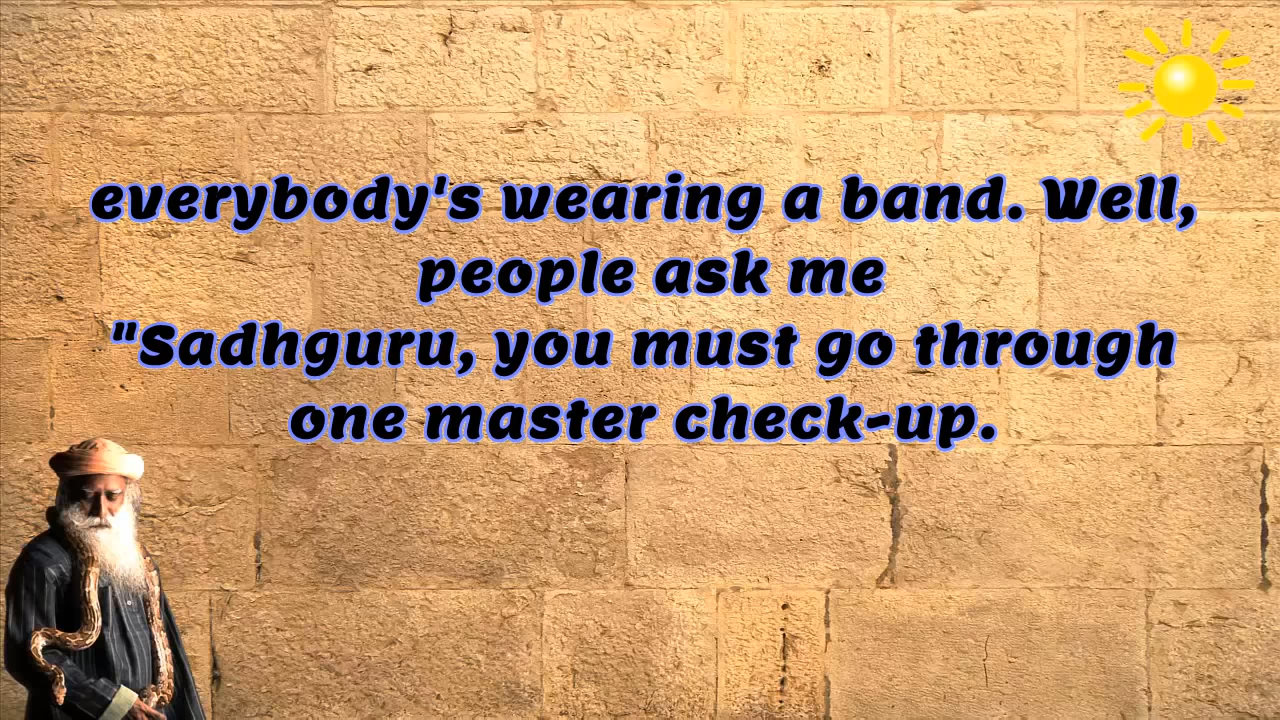 everybody's wearing a band. Well,
people ask me
"Sadhguru, you must go through
one master check-up.